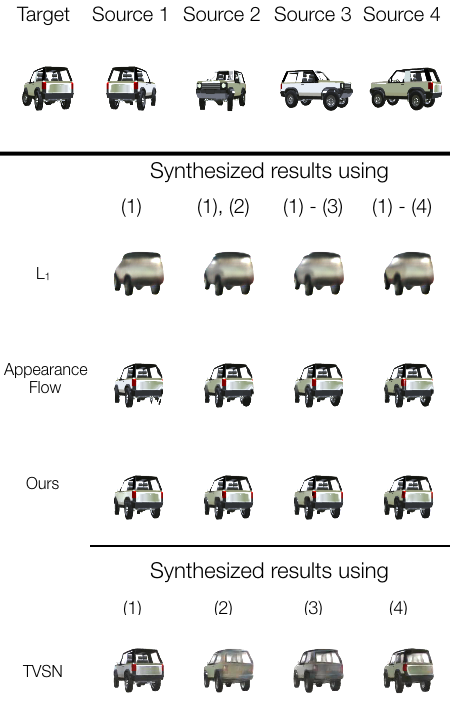 Target Source 1 Source 2 Source 3 Source 4
Synthesized results using
(1) (1), (2) (1) - (3) (1) - (4)
L₁
Appearance
Flow
Ours
Synthesized results using
(1) (2) (3) (4)
TVSN